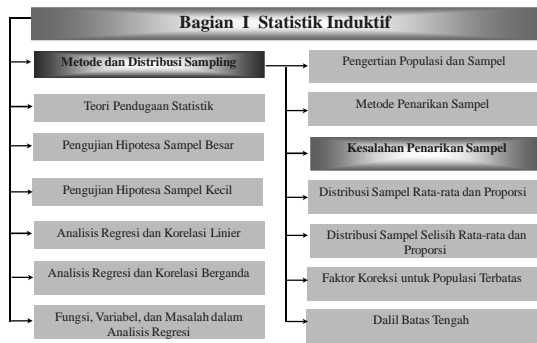 Bagian I Statistik Induktif
Metode dan Distribusi Sampling
Teori Pendugaan Statistik
Pengujian Hipotesa Sampel Besar
Pengujian Hipotesa Sampel Kecil
Analisis Regresi dan Korelasi Linier
Analisis Regresi dan Korelasi Berganda
Fungsi, Variabel, dan Masalah dalam
Analisis Regresi
Pengertian Populasi dan Sampel
Metode Penarikan Sampel
Kesalahan Penarikan Sampel
Distribusi Sampel Rata-rata dan Proporsi
Distribusi Sampel Selisih Rata-rata dan
Proporsi
Faktor Koreksi untuk Populasi Terbatas
Dalil Batas Tengah